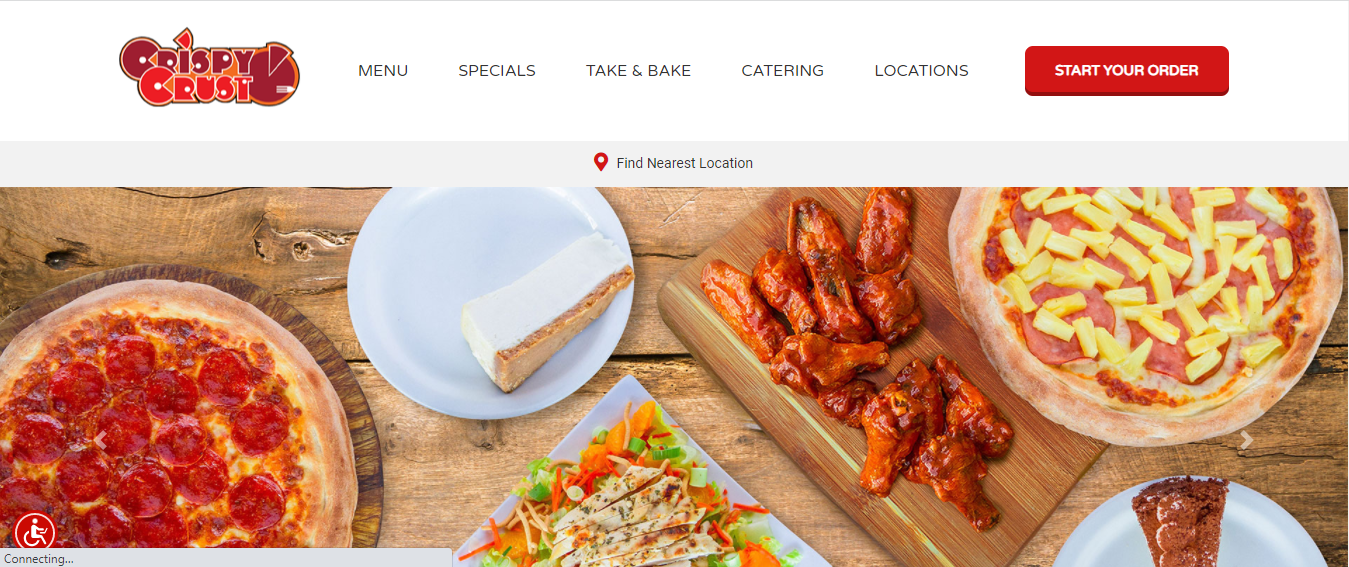 CRISPY
CRUST
MENU
SPECIALS
TAKE & BAKE
CATERING
LOCATIONS
START YOUR ORDER
Find Nearest Location
Connecting...